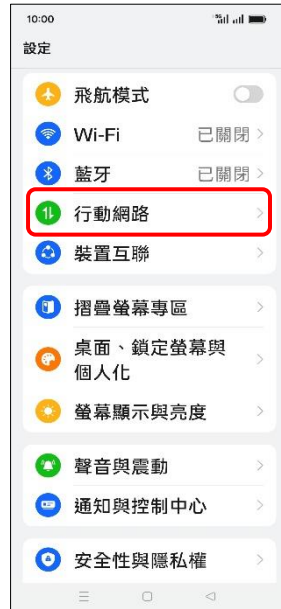 10:00
設定
飛航模式
Wi-Fi 已關閉
藍牙 已關閉
行動網路
裝置互聯
摺疊螢幕專區
桌面、鎖定螢幕與
個人化
螢幕顯示與亮度
聲音與震動
通知與控制中心
安全性與隱私權